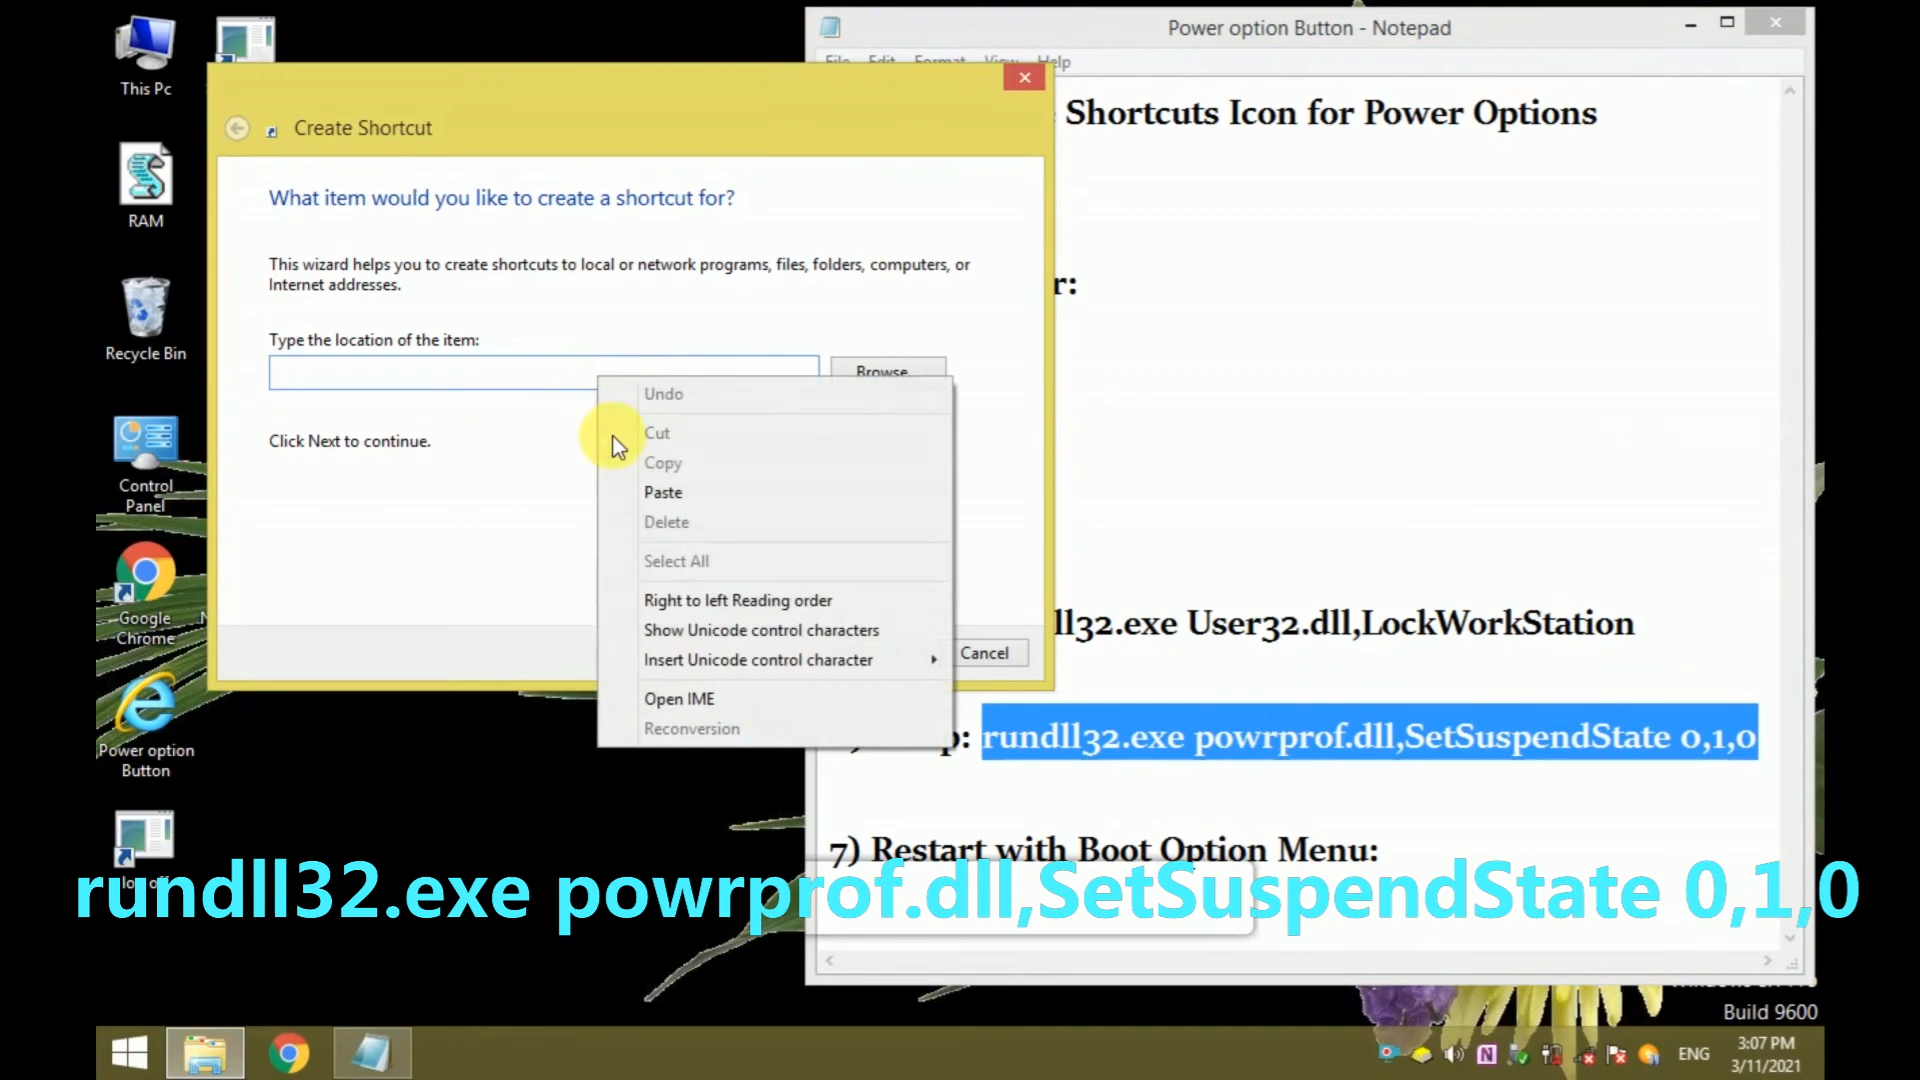 This Pc
RAM
Recycle Bin
Control
Panel
Google
Chrome
Power option
Button
Power option Button - Notepad
File Edit Format View Help
Shortcuts Icon for Power Options
r:
ll32.exe User32.dll,LockWorkStation
p: rundll32.exe powrprof.dll,SetSuspendState 0,1,0
7) Restart with Boot Option Menu:
Create Shortcut
What item would you like to create a shortcut for?
This wizard helps you to create shortcuts to local or network programs, files, folders, computers, or
Internet addresses.
Type the location of the item:
Browse...
Click Next to continue.
Cancel
Undo
Cut
Copy
Paste
Delete
Select All
Right to left Reading order
Show Unicode control characters
Insert Unicode control character
Open IME
Reconversion
rundll32.exe powrprof.dll,SetSuspendState 0,1,0
Build 9600
ENG
3:07 PM
3/11/2021